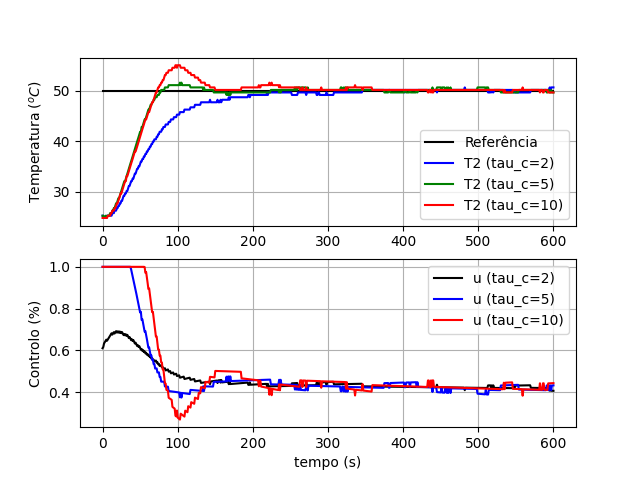 50
40
30
Temperatura (°C)
Referência
T2 (tau_c=2)
T2 (tau_c=5)
T2 (tau_c=10)
0 100 200 300 400 500 600
1.0
0.8
0.6
0.4
Controlo (%)
u (tau_c=2)
u (tau_c=5)
u (tau_c=10)
0 100 200 300 400 500 600
tempo (s)